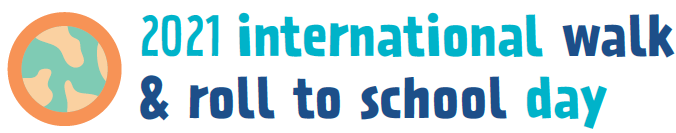 2021 international walk
& roll to school day